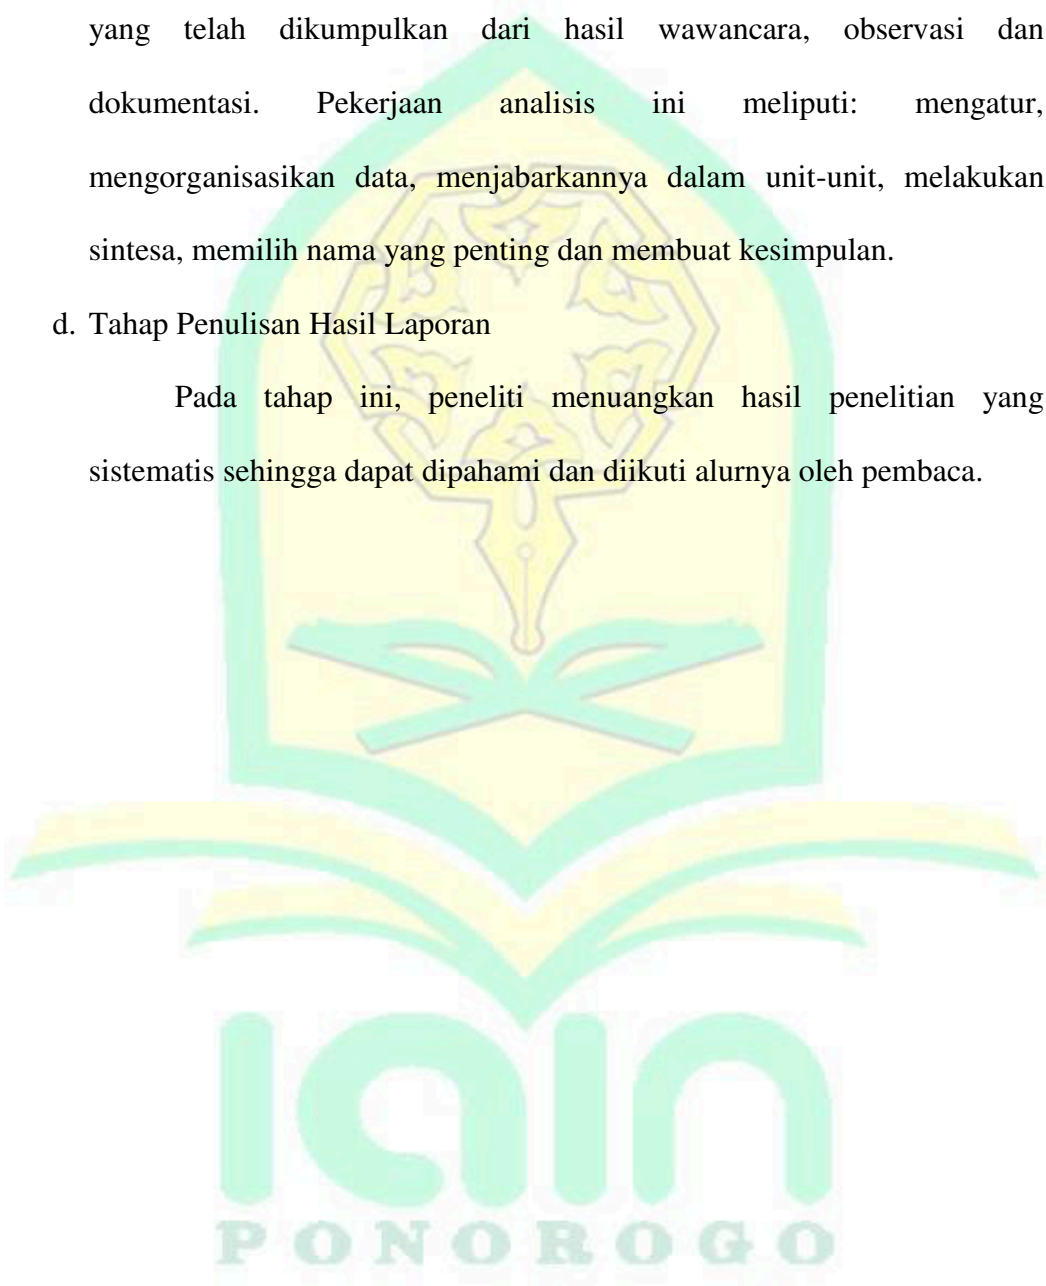 yang telah dikumpulkan dari hasil wawancara, observasi dan
dokumentasi. Pekerjaan analisis ini meliputi: mengatur,
mengorganisasikan data, menjabarkannya dalam unit-unit, melakukan
sintesa, memilih nama yang penting dan membuat kesimpulan.
d. Tahap Penulisan Hasil Laporan
Pada tahap ini, peneliti menuangkan hasil penelitian yang
sistematis sehingga dapat dipahami dan diikuti alurnya oleh pembaca.
iain
PONOROGO